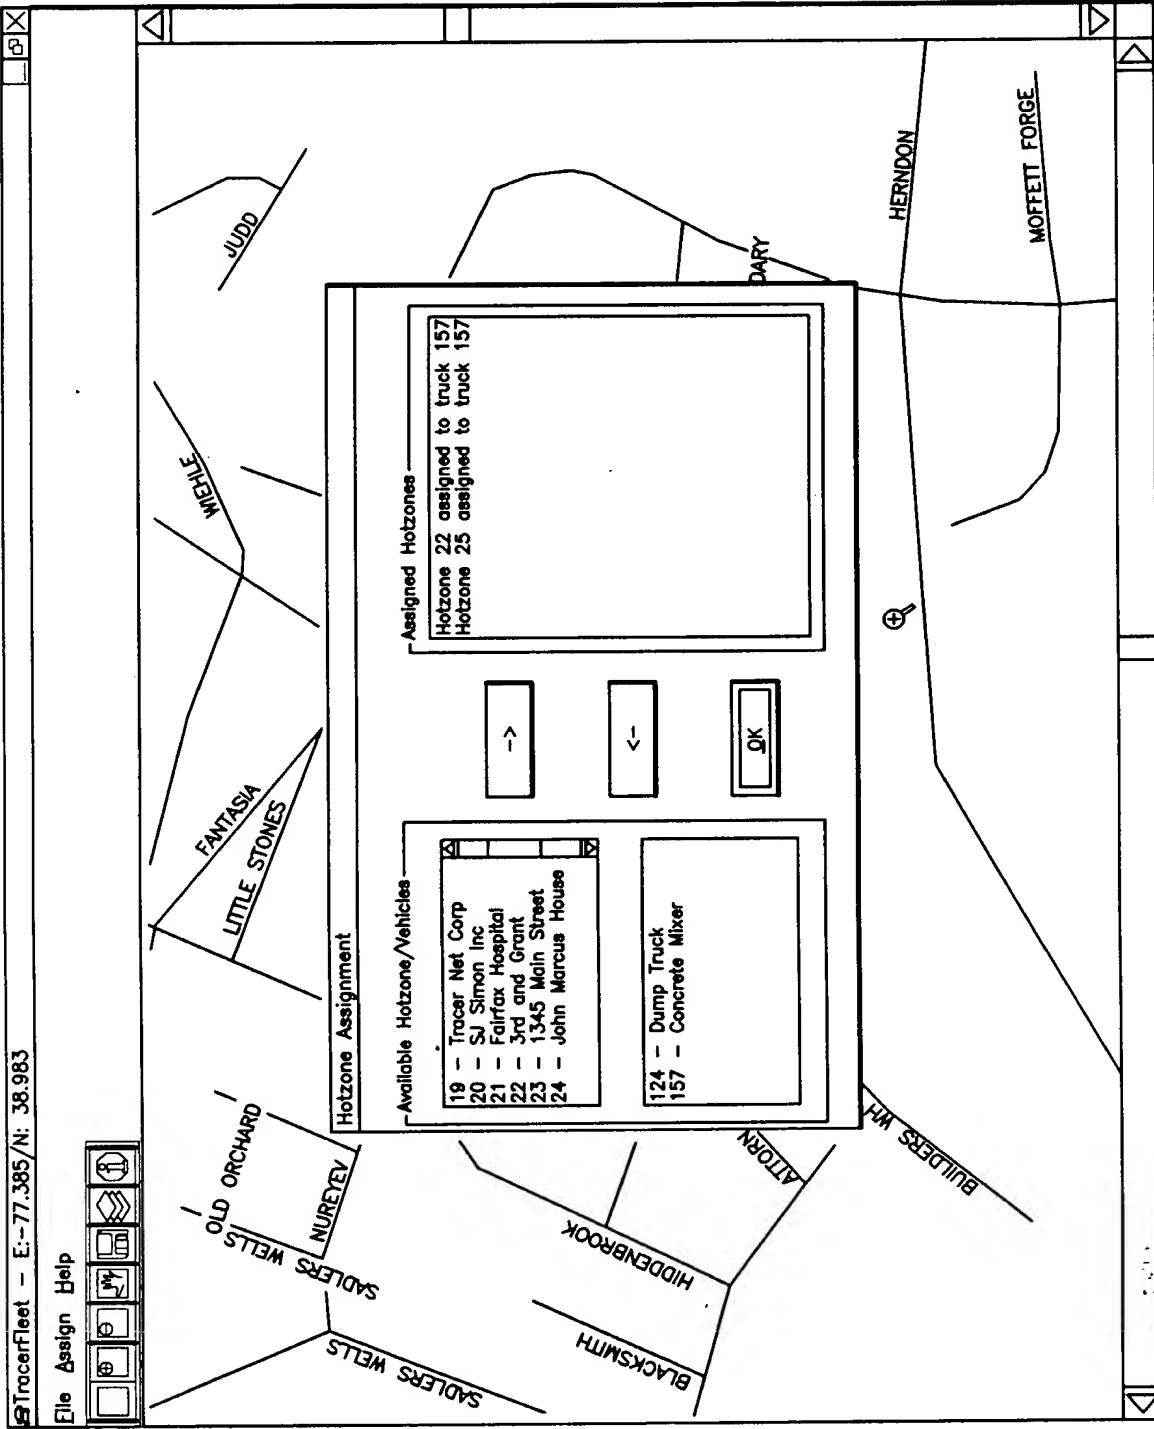 TracerFleet - E:-77.385/N: 38.983
File Assign Help
OLD ORCHARD
NUREYEV
SADLERS WELLS
SADLERS WELLS
FANTASIA
LITTLE STONES
WIEHLE
JUDD
Hotzone Assignment
Available Hotzone/Vehicles
19 - Tracer Net Corp
20 - SJ Simon Inc
21 - Fairfax Hospital
22 - 3rd and Grant
23 - 1345 Main Street
24 - John Marcus House
124 - Dump Truck
157 - Concrete Mixer
->
<-
OK
Assigned Hotzones
Hotzone 22 assigned to truck 157
Hotzone 25 assigned to truck 157
HIDDENBROOK
BLACKSMITH
ATTORN
BUILDERS WH
DARY
HERNDON
MOFFETT FORGE